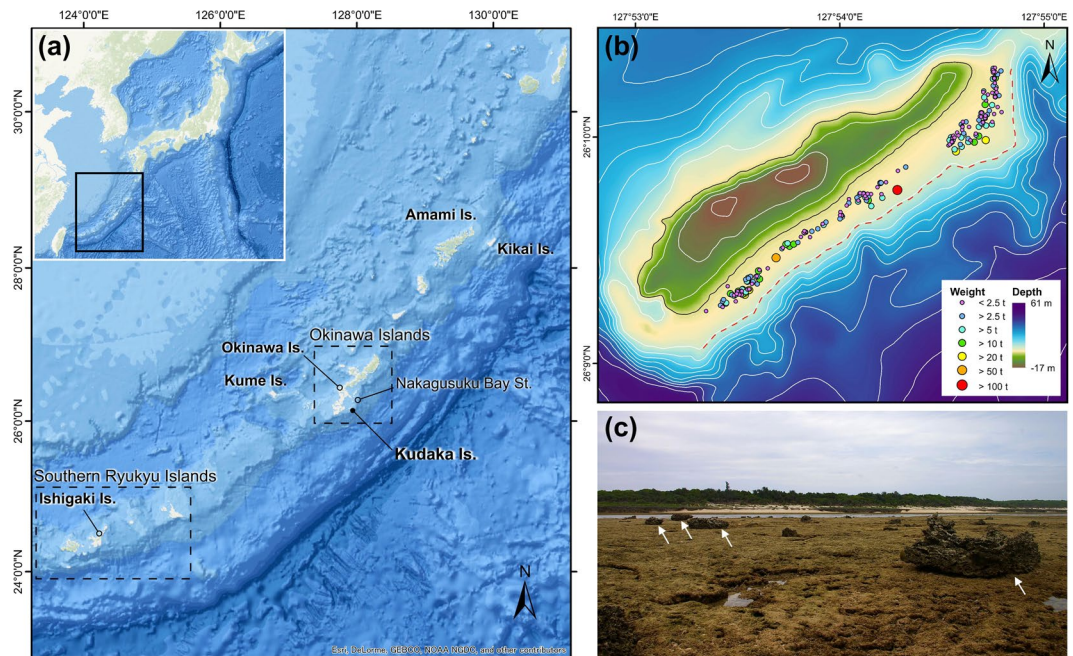 124°0'0"E
126°0'0"E
128°0'0"E
130°0'0"E
(a)
30°0'0"N
28°0'0"N
26°0'0"N
24°0'0"N
Amami Is.
Kikai Is.
Okinawa Islands
Okinawa Is.
Kume Is.
Nakagusuku Bay St.
Kudaka Is.
Southern Ryukyu Islands
Ishigaki Is.
N
Esri, DeLorme, GEBCO, NOAA NGDC, and other contributors
127°53'0"E
127°54'0"E
127°55'0"E
(b)
N
26°10'0"N
26°9'0"N
Weight
Depth
< 2.5 t
> 2.5 t
> 5 t
> 10 t
> 20 t
> 50 t
> 100 t
61 m
-17 m
(c)